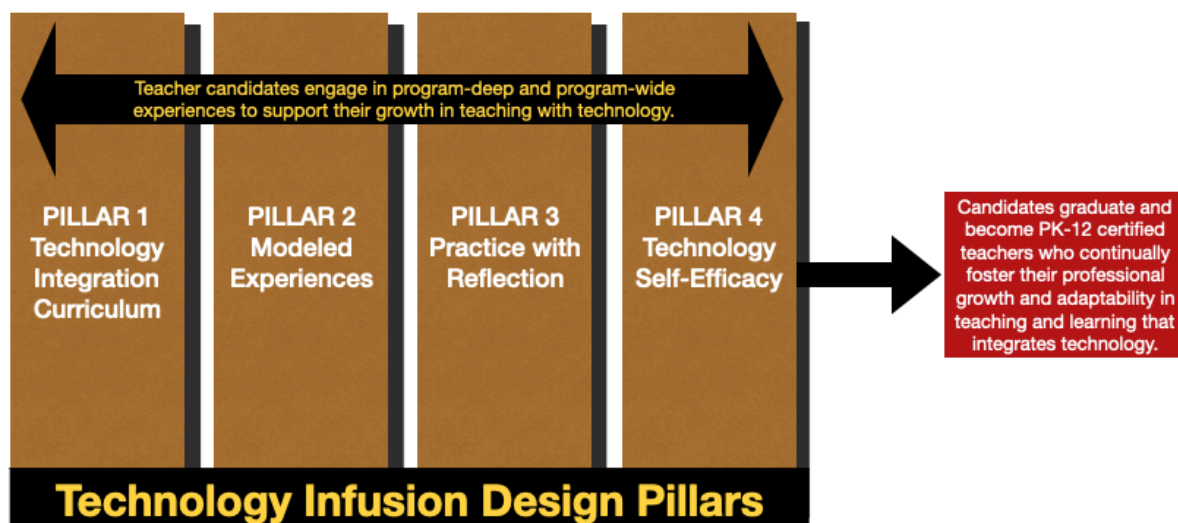 Teacher candidates engage in program-deep and program-wide
experiences to support their growth in teaching with technology.
PILLAR 1
Technology
Integration
Curriculum
PILLAR 2
Modeled
Experiences
PILLAR 3
Practice with
Reflection
PILLAR 4
Technology
Self-Efficacy
Candidates graduate and
become PK-12 certified
teachers who continually
foster their professional
growth and adaptability in
teaching and learning that
integrates technology.
Technology Infusion Design Pillars